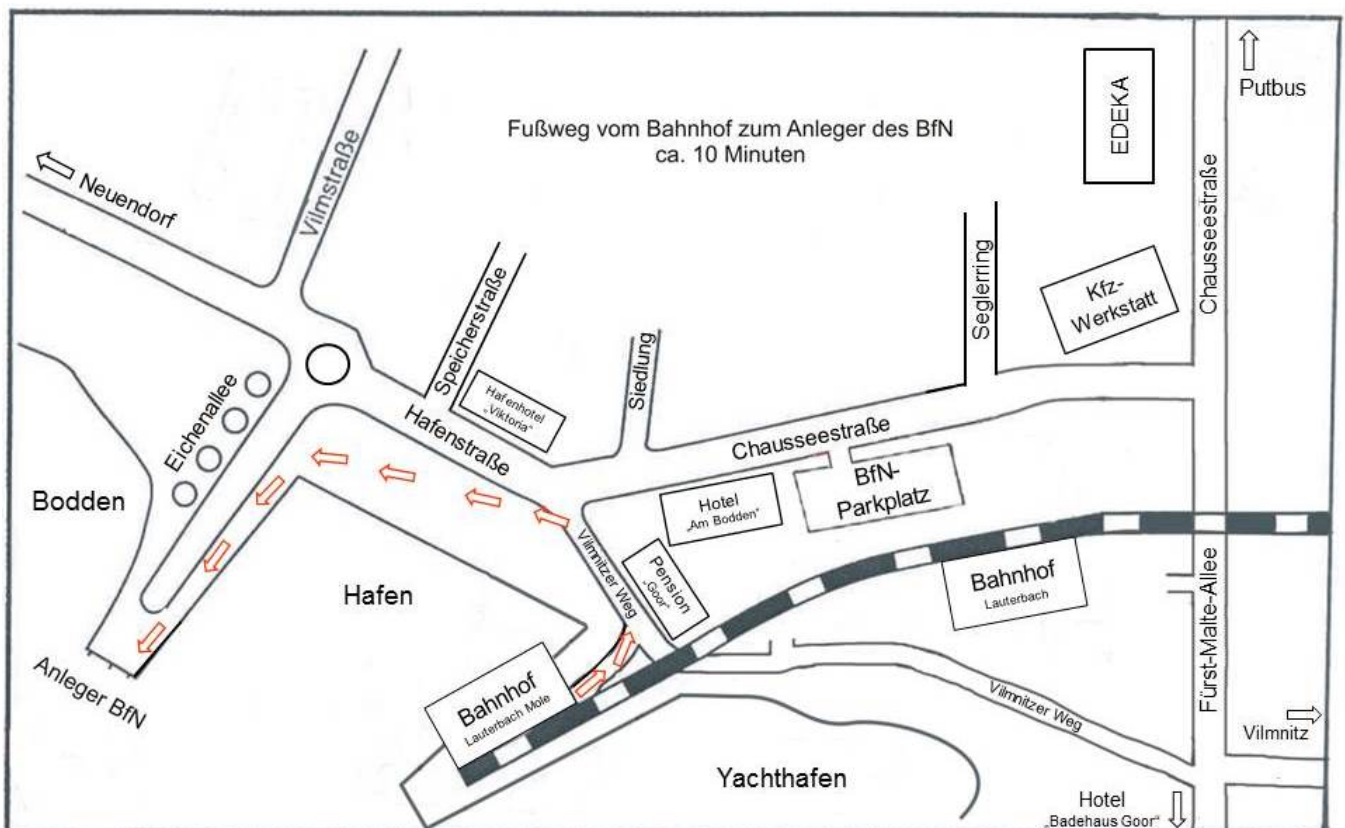 Putbus
EDEKA
Fußweg vom Bahnhof zum Anleger des BfN
ca. 10 Minuten
Neuendorf
Vilmstraße
Chausseestraße
Speicherstraße
Seglerring
Kfz-
Werkstatt
Siedlung
Hafenhotel
„Viktoria“
Eichenallee
Hafenstraße
Chausseestraße
BfN-
Parkplatz
Hotel
„Am Bodden“
Bodden
Vilmnitzer Weg
Pension
„Goor“
Hafen
Bahnhof
Lauterbach
Fürst-Malte-Allee
Anleger BfN
Bahnhof
Lauterbach Mole
Vilmnitzer Weg
Vilmnitz
Yachthafen
Hotel
„Badehaus Goor“